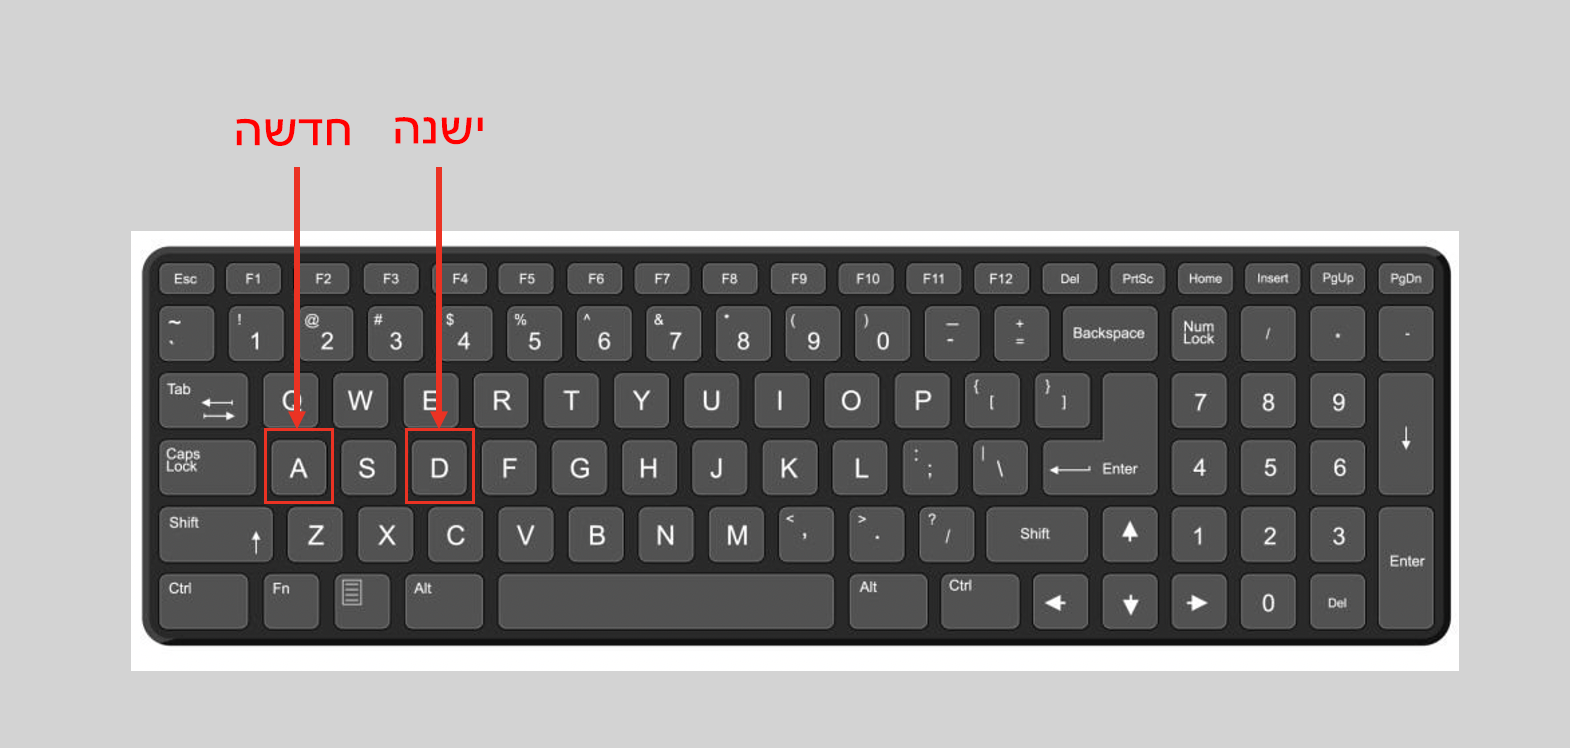 ישנה חדשה
Esc F1 F2 F3 F4 F5 F6 F7 F8 F9 F10 F11 F12 Del PrtSc Home Insert PgUp PgDn
~ ` ! 1 @ 2 # 3 $ 4 % 5 ^ 6 & 7 * 8 ( 9 ) 0 — - + = Backspace Num Lock / * -
Tab Q W E R T Y U I O P { [ } ] 7 8 9
Caps Lock A S D F G H J K L : ; | \ Enter 4 5 6
Shift Z X C V B N M < , > . ? / Shift 1 2 3 Enter
Ctrl Fn Alt Alt Ctrl 0 Del